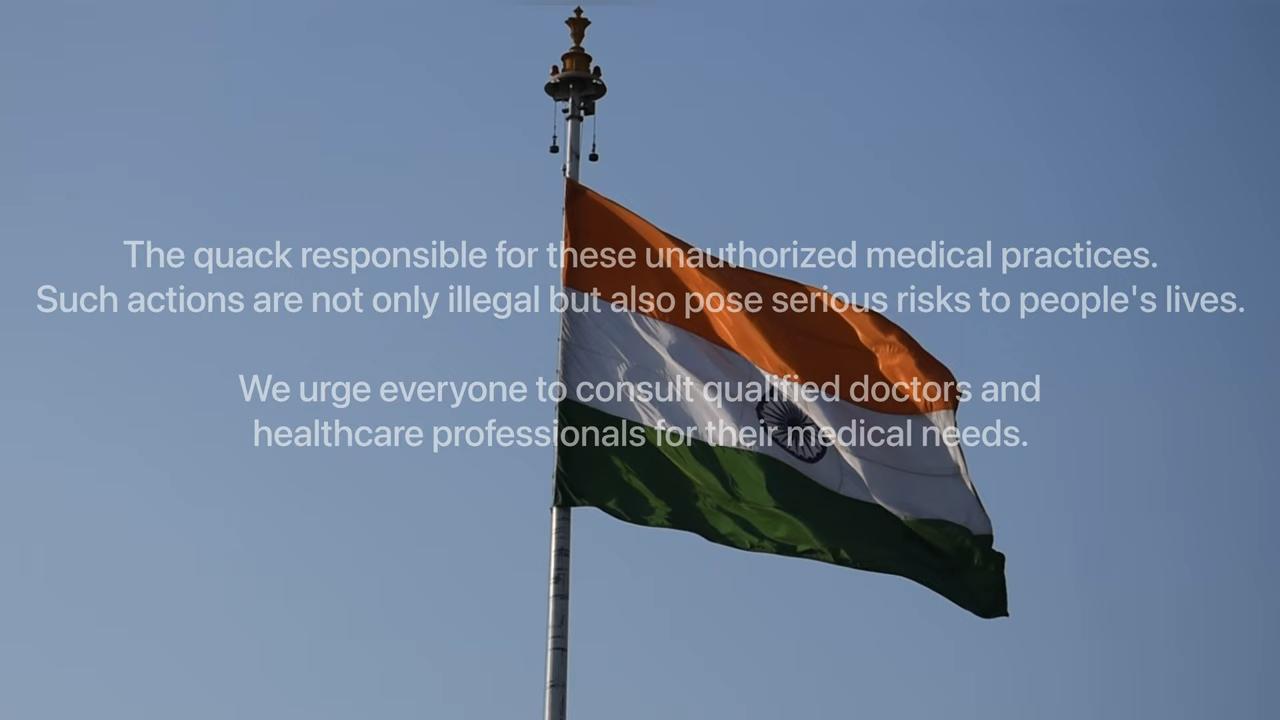 The quack responsible for these unauthorized medical practices.
Such actions are not only illegal but also pose serious risks to people's lives.
We urge everyone to consult qualified doctors and
healthcare professionals for their medical needs.